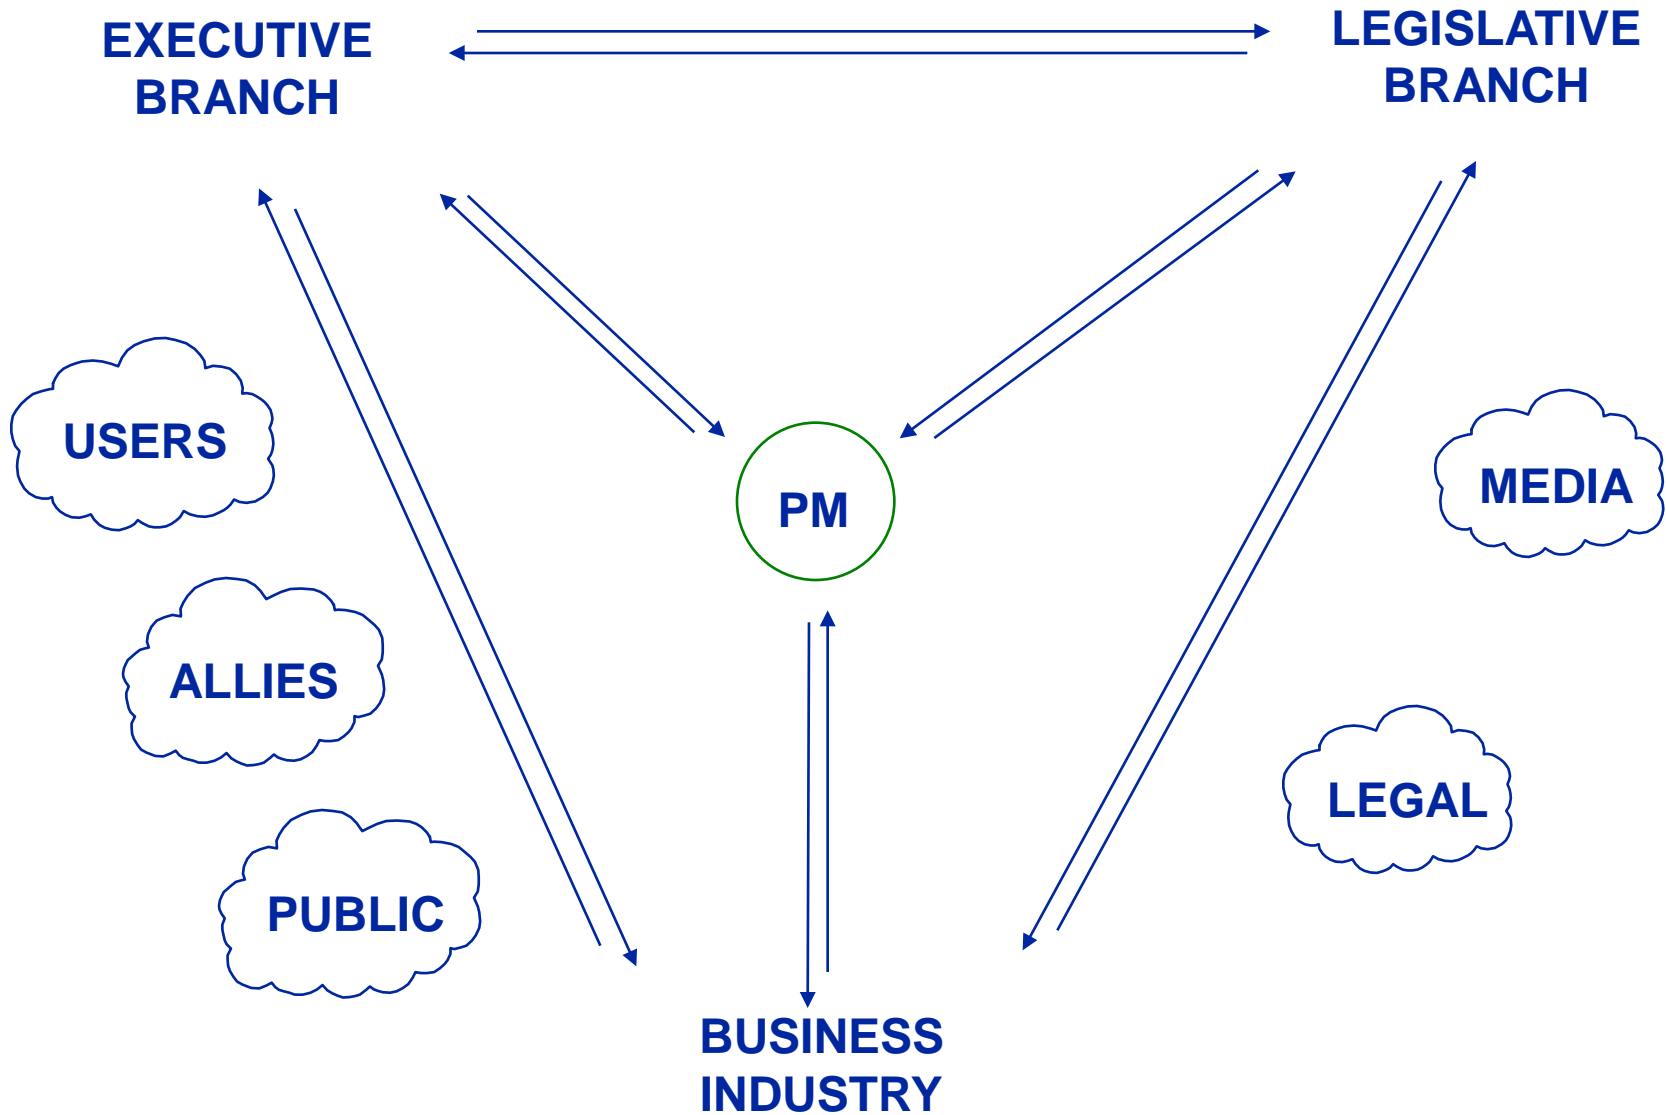 EXECUTIVE
BRANCH
LEGISLATIVE
BRANCH
USERS
MEDIA
PM
ALLIES
LEGAL
PUBLIC
BUSINESS
INDUSTRY